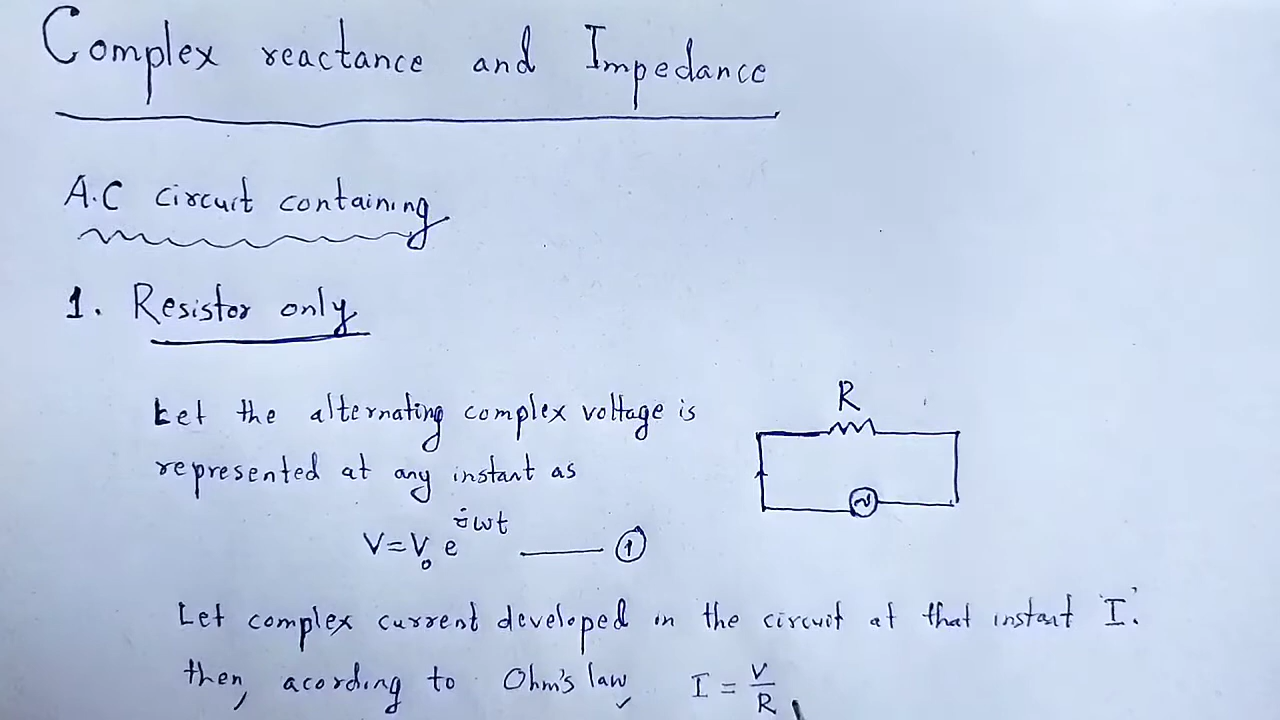 Complex reactance and Impedance
A.C circuit containing
1. Resistor only
Let the alternating complex voltage is
represented at any instant as
R
V=V₀ e^jωt —— ①
Let complex current developed in the circuit at that instant 'I'.
then, acording to Ohm's law, I = V/R